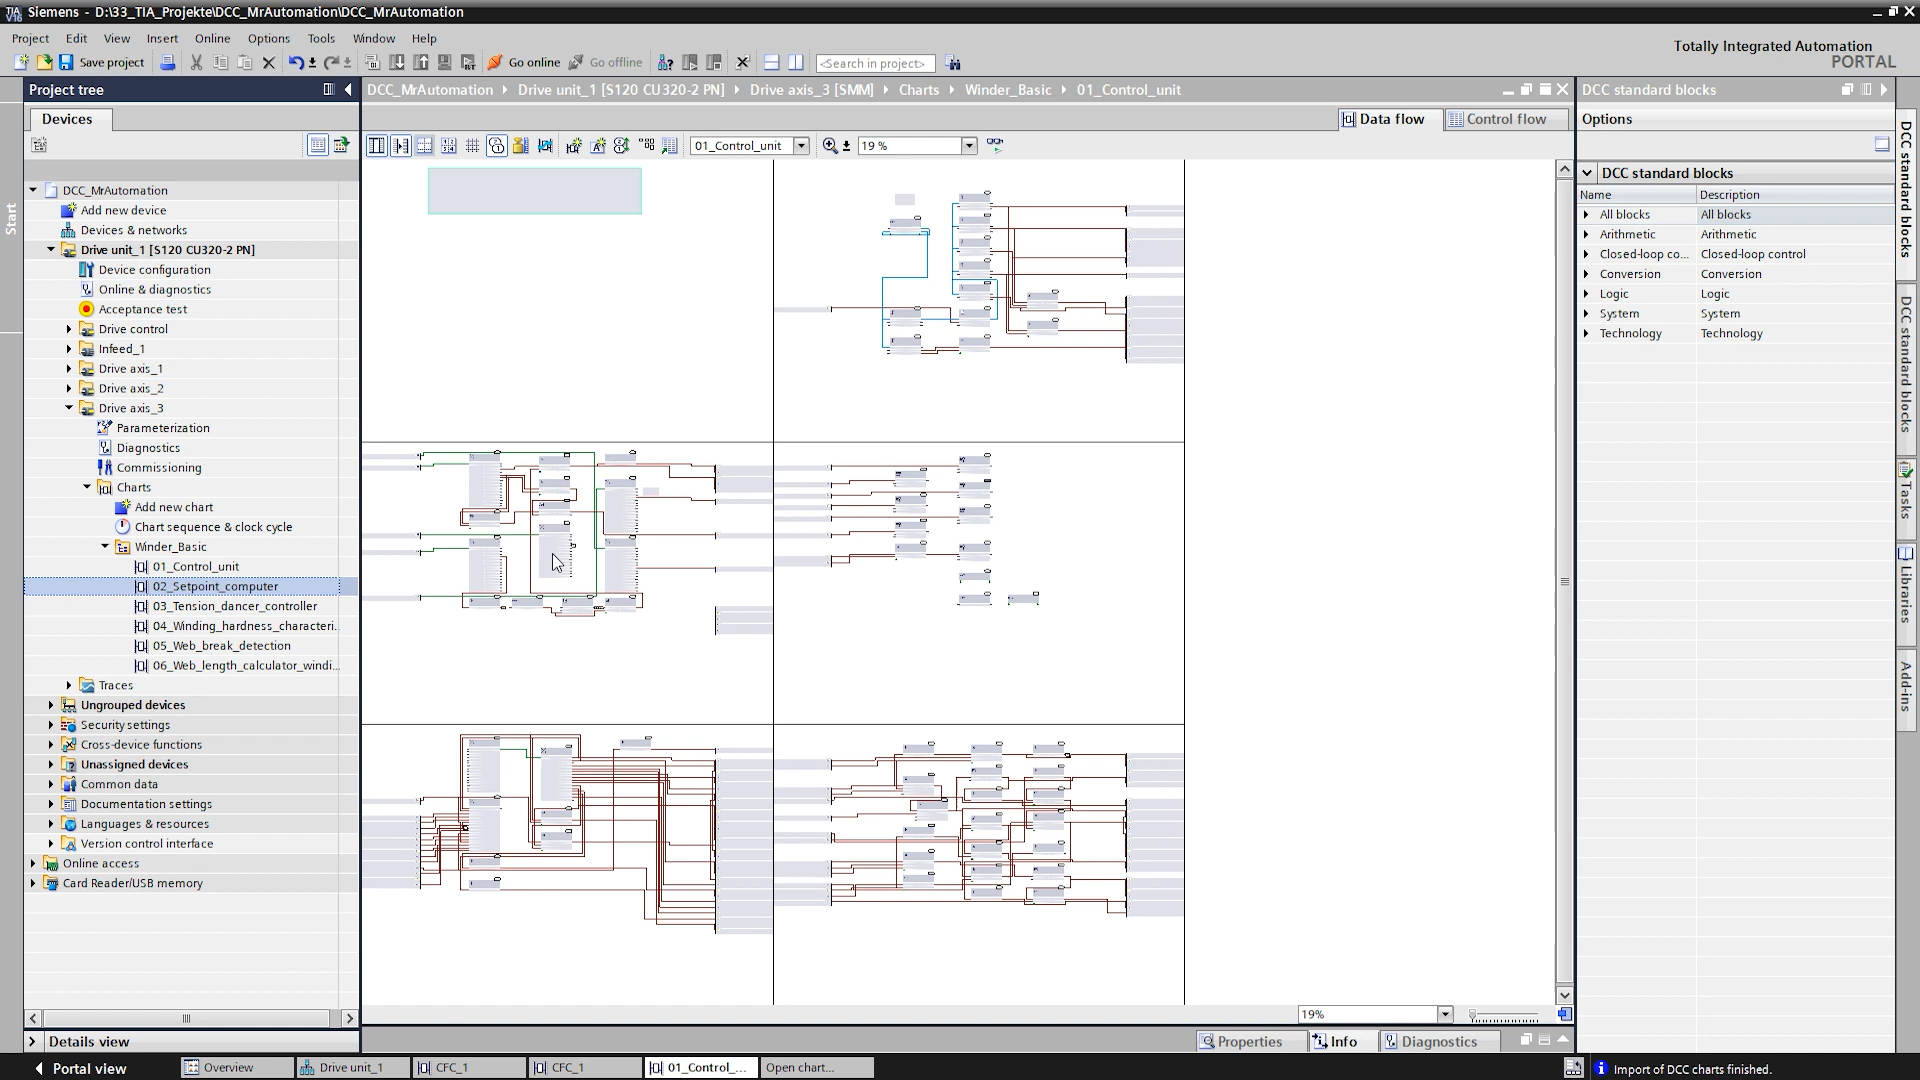 Siemens - D:\33_TIA_Projekte\DCC_MrAutomation\DCC_MrAutomation
Project Edit View Insert Online Options Tools Window Help
Totally Integrated Automation
PORTAL
Save project
Go online
Go offline
<Search in project>
Start
Project tree
Devices
DCC_MrAutomation
Add new device
Devices & networks
Drive unit_1 [S120 CU320-2 PN]
Device configuration
Online & diagnostics
Acceptance test
Drive control
Infeed_1
Drive axis_1
Drive axis_2
Drive axis_3
Parameterization
Diagnostics
Commissioning
Charts
Add new chart
Chart sequence & clock cycle
Winder_Basic
01_Control_unit
02_Setpoint_computer
03_Tension_dancer_controller
04_Winding_hardness_characteri..
05_Web_break_detection
06_Web_length_calculator_windi...
Traces
Ungrouped devices
Security settings
Cross-device functions
Unassigned devices
Common data
Documentation settings
Languages & resources
Version control interface
Online access
Card Reader/USB memory
Details view
DCC_MrAutomation Drive unit_1 [S120 CU320-2 PN] Drive axis_3 [SMM] Charts Winder_Basic 01_Control_unit
Data flow
Control flow
01_Control_unit
19 %
19%
Properties
Info
Diagnostics
DCC standard blocks
Options
DCC standard blocks
Name Description
All blocks All blocks
Arithmetic Arithmetic
Closed-loop co... Closed-loop control
Conversion Conversion
Logic Logic
System System
Technology Technology
DCC standard blocks
DCC standard blocks
Tasks
Libraries
Add-ins
Portal view
Overview
Drive unit_1
CFC_1
CFC_1
01_Control_...
Open chart...
Import of DCC charts finished.